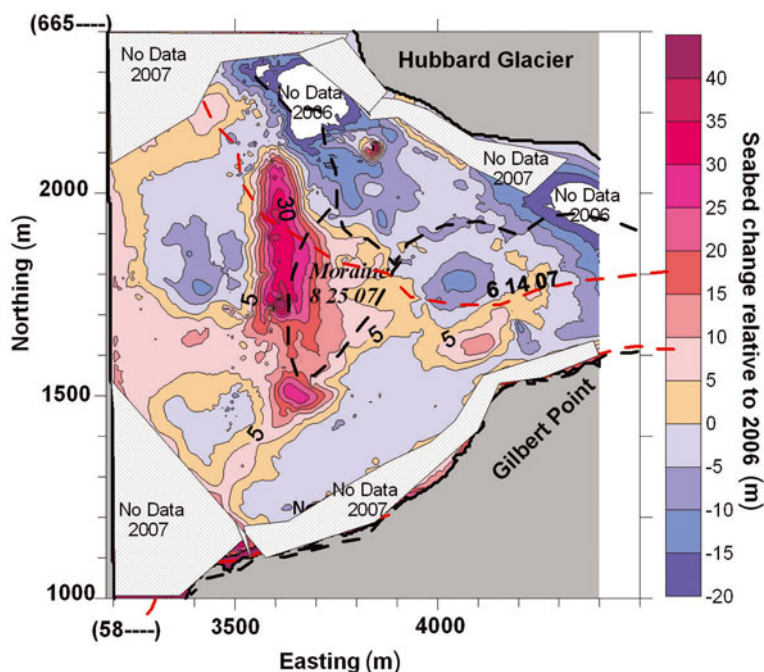 (665----)
No Data
2007
Hubbard Glacier
No Data
2006
No Data
2007
No Data
2006
2000
30
Moraine
8 25 07
6 14 07
5
5
5
1500
5
Gilbert Point
No Data
2007
N
No Data
2007
1000
(58----)
3500
4000
Northing (m)
Easting (m)
40
35
30
25
20
15
10
5
0
-5
-10
-15
-20
Seabed change relative to 2006 (m)